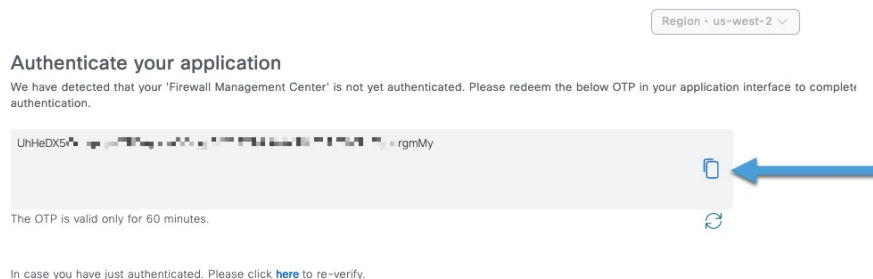 Region • us-west-2
Authenticate your application
We have detected that your 'Firewall Management Center' is not yet authenticated. Please redeem the below OTP in your application interface to complete
authentication.
UhHeDX5 rgmMy
The OTP is valid only for 60 minutes.
In case you have just authenticated. Please click here to re-verify.